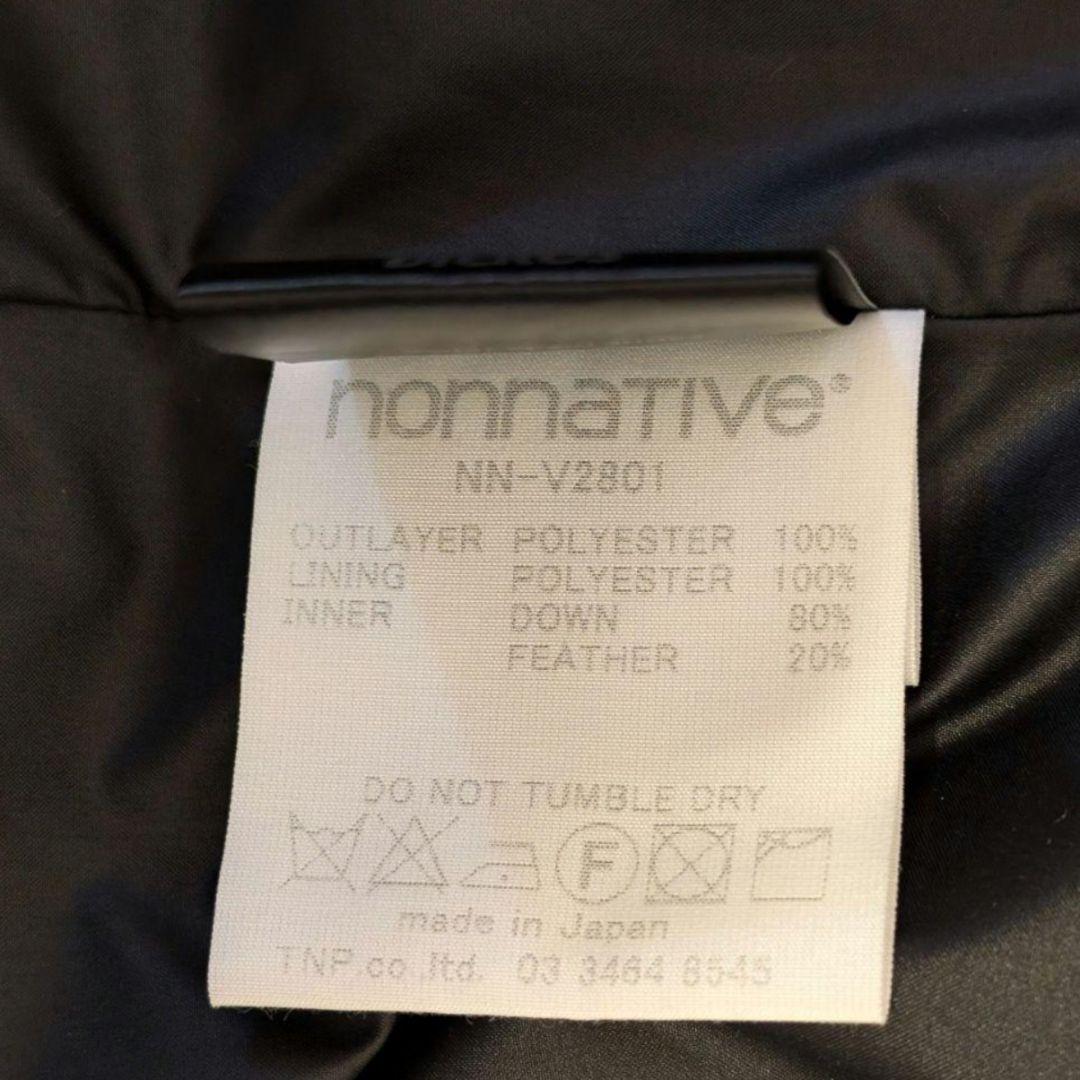 nonnative®
NN-V2801
OUTLAYER POLYESTER 100%
LINING POLYESTER 100%
INNER DOWN 80%
FEATHER 20%
DO NOT TUMBLE DRY
F
made in Japan
TNP.co.,ltd. 03 3464 8545